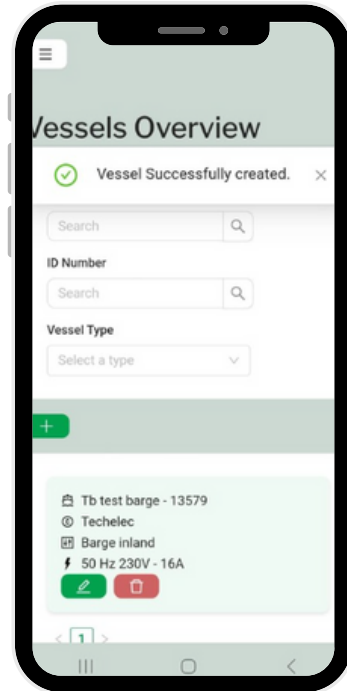 Vessels Overview
Vessel Successfully created.
Search
ID Number
Search
Vessel Type
Select a type
Tb test barge - 13579
Techelec
Barge inland
50 Hz 230V - 16A
< 1 >